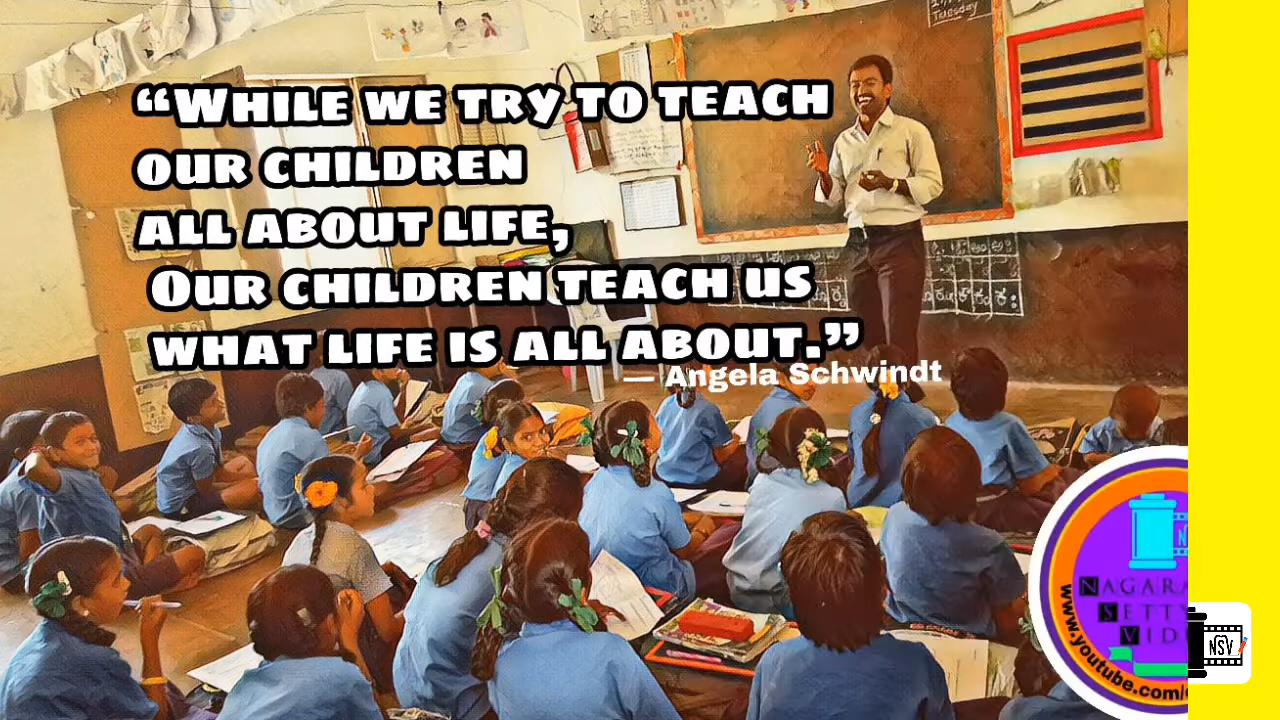 Tuesday
“While we try to teach
our children
all about life,
Our children teach us
what life is all about.”
— Angela Schwindt
www.youtube.com/
NSV